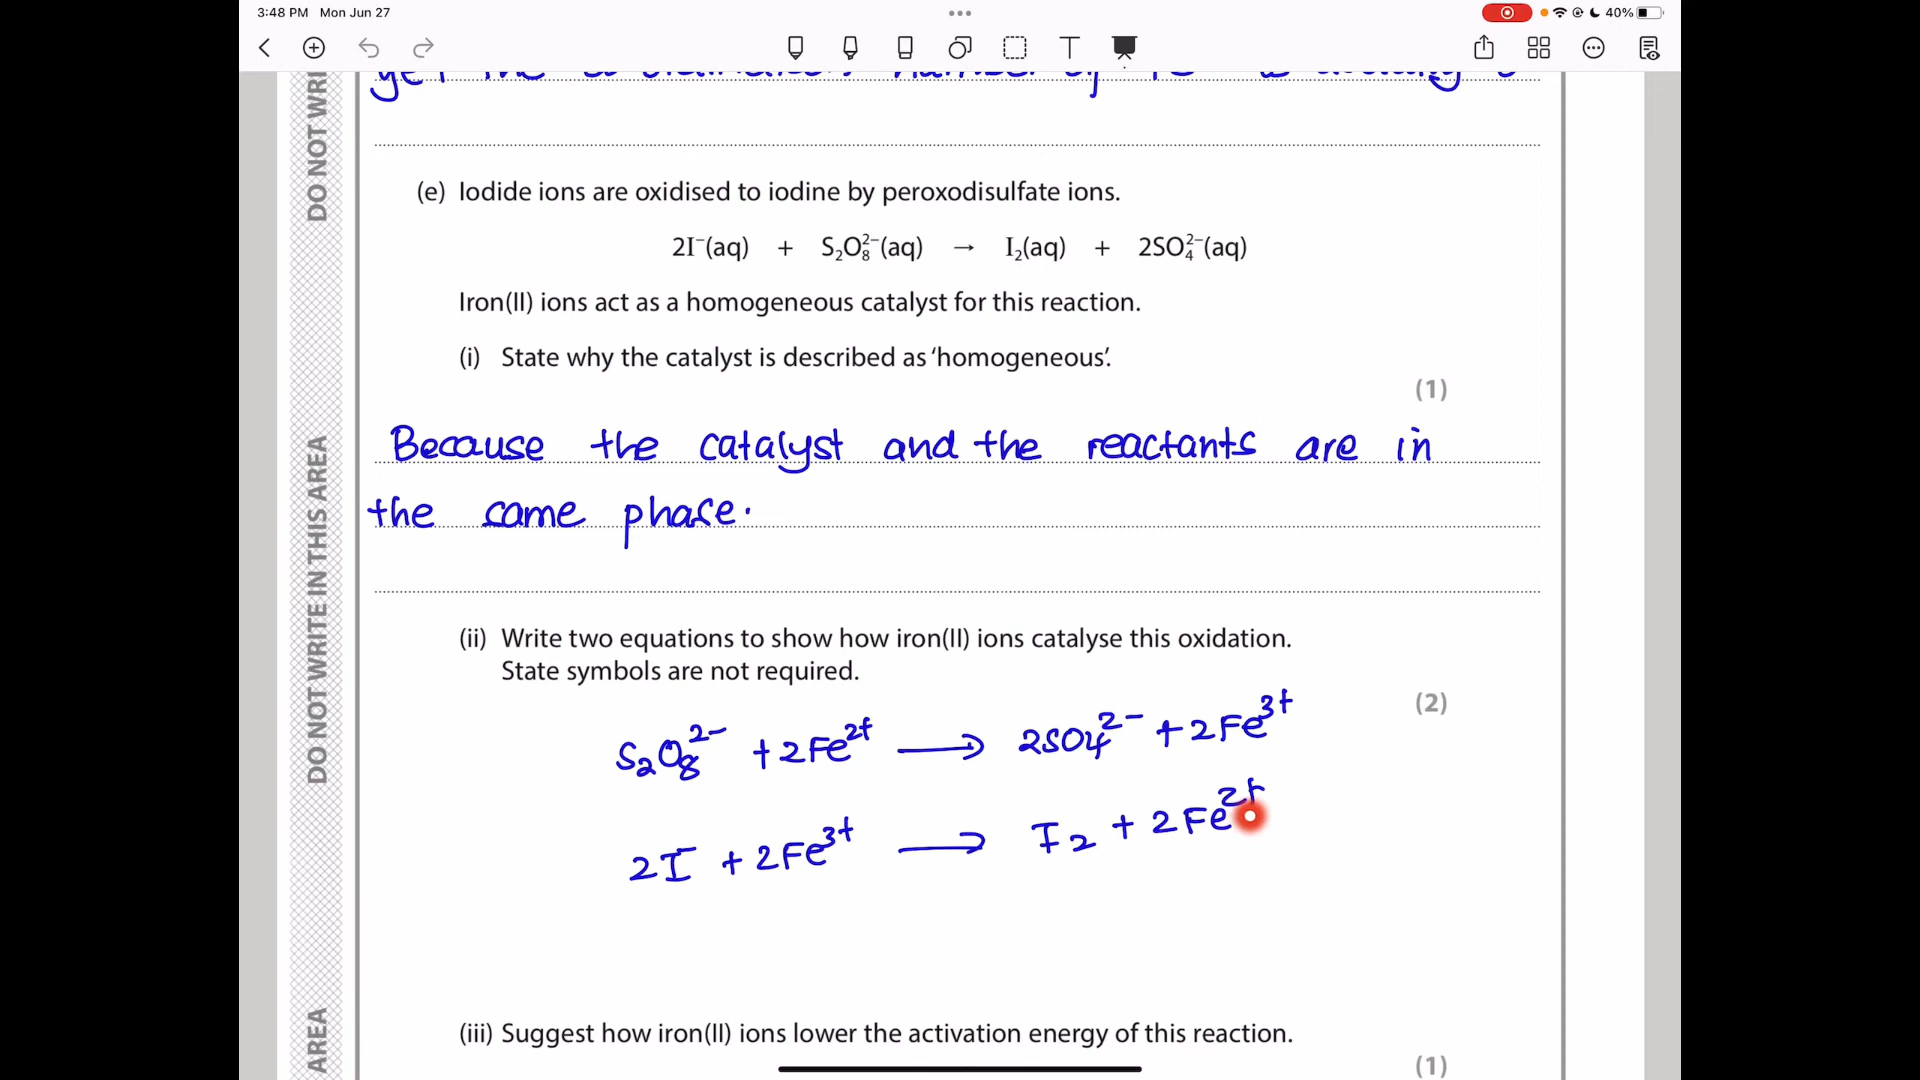 3:48 PM Mon Jun 27
40%
DO NOT WRI
(e) Iodide ions are oxidised to iodine by peroxodisulfate ions.
2I⁻(aq) + S₂O₈²⁻(aq) → I₂(aq) + 2SO₄²⁻(aq)
Iron(II) ions act as a homogeneous catalyst for this reaction.
(i) State why the catalyst is described as 'homogeneous'.
(1)
Because the catalyst and the reactants are in
the same phase.
DO NOT WRITE IN THIS AREA
(ii) Write two equations to show how iron(II) ions catalyse this oxidation.
State symbols are not required.
(2)
S₂O₈²⁻ + 2Fe²⁺ ⟶ 2SO₄²⁻ + 2Fe³⁺
2I⁻ + 2Fe³⁺ ⟶ I₂ + 2Fe²⁺
AREA
(iii) Suggest how iron(II) ions lower the activation energy of this reaction.
(1)